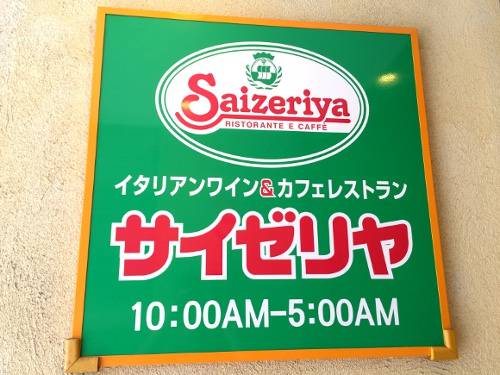 Saizeriya
RISTORANTE E CAFFÈ
イタリアンワイン&カフェレストラン
サイゼリヤ
10:00AM-5:00AM